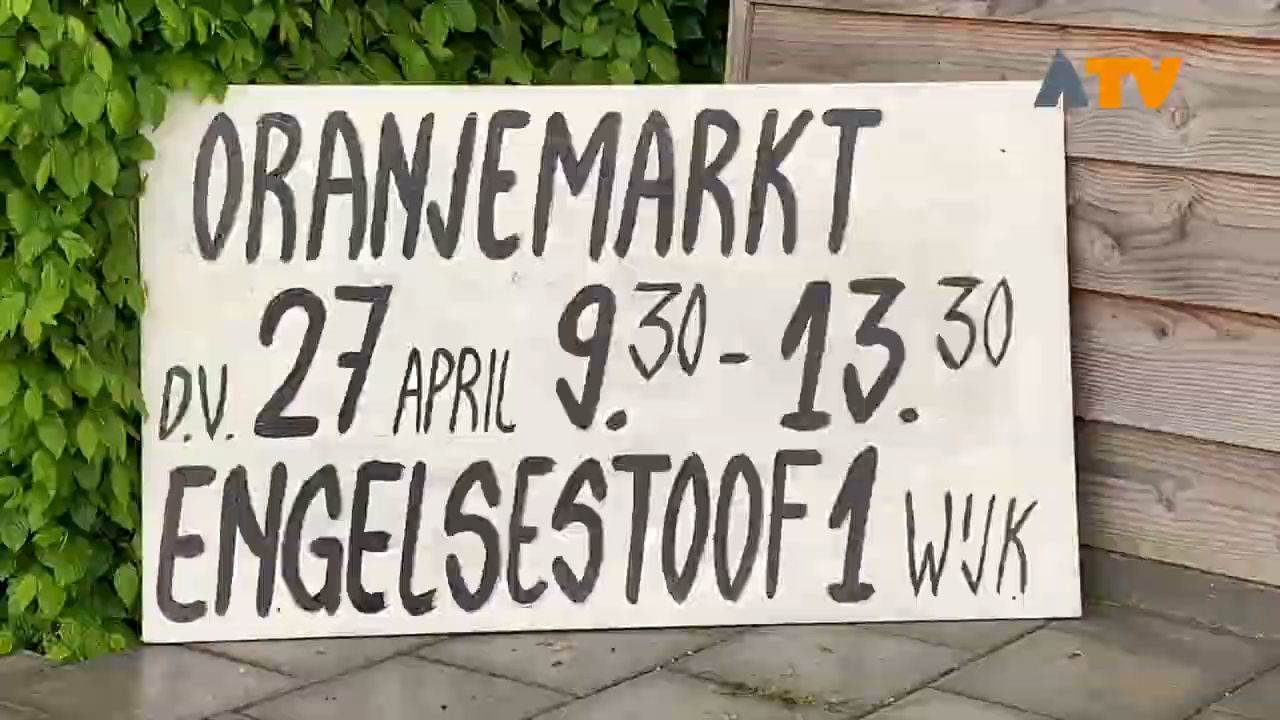 ATV
ORANJEMARKT
D.V. 27 APRIL 9.30 - 13.30
ENGELSESTOOF 1 WIJK